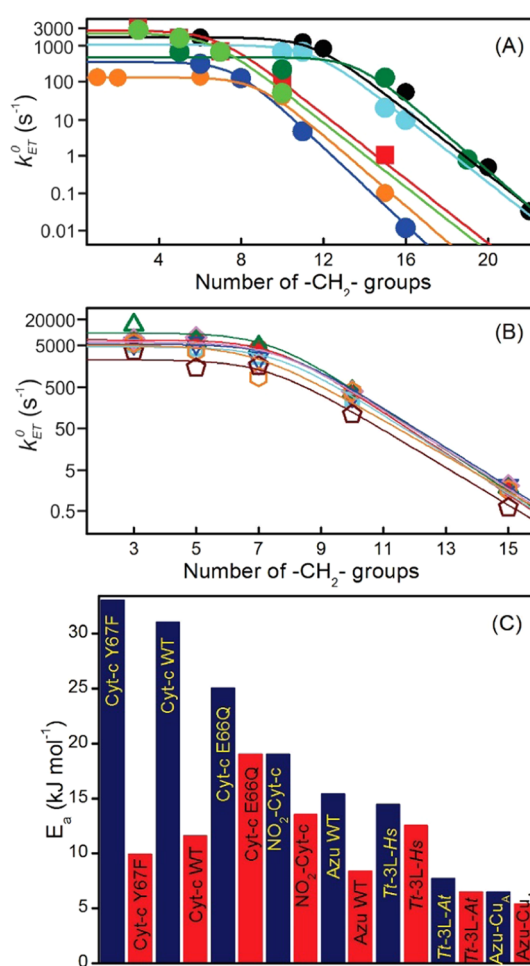 (A)
k⁰ET (s⁻¹)
3000
1000
100
10
1
0.1
0.01
4 8 12 16 20
Number of -CH₂- groups
(B)
k⁰ET (s⁻¹)
20000
5000
500
50
5
0.5
3 5 7 9 11 13 15
Number of -CH₂- groups
(C)
Eₐ (kJ mol⁻¹)
30
25
20
15
10
5
0
Cyt-c Y67F
Cyt-c Y67F
Cyt-c WT
Cyt-c WT
Cyt-c E66Q
Cyt-c E66Q
NO₂-Cyt-c
NO₂-Cyt-c
Azu WT
Azu WT
Tt-3L-Hs
Tt-3L-Hs
Tt-3L-At
Tt-3L-At
Azu-Cu_A